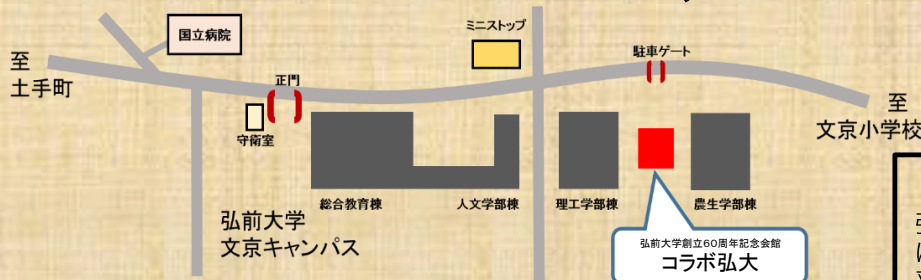 国立病院
ミニストップ
至
土手町
正門
駐車ゲート
守衛室
至
文京小学校
総合教育棟
人文学部棟
理工学部棟
農生学部棟
弘前大学
文京キャンパス
弘前大学創立60周年記念会館
コラボ弘大